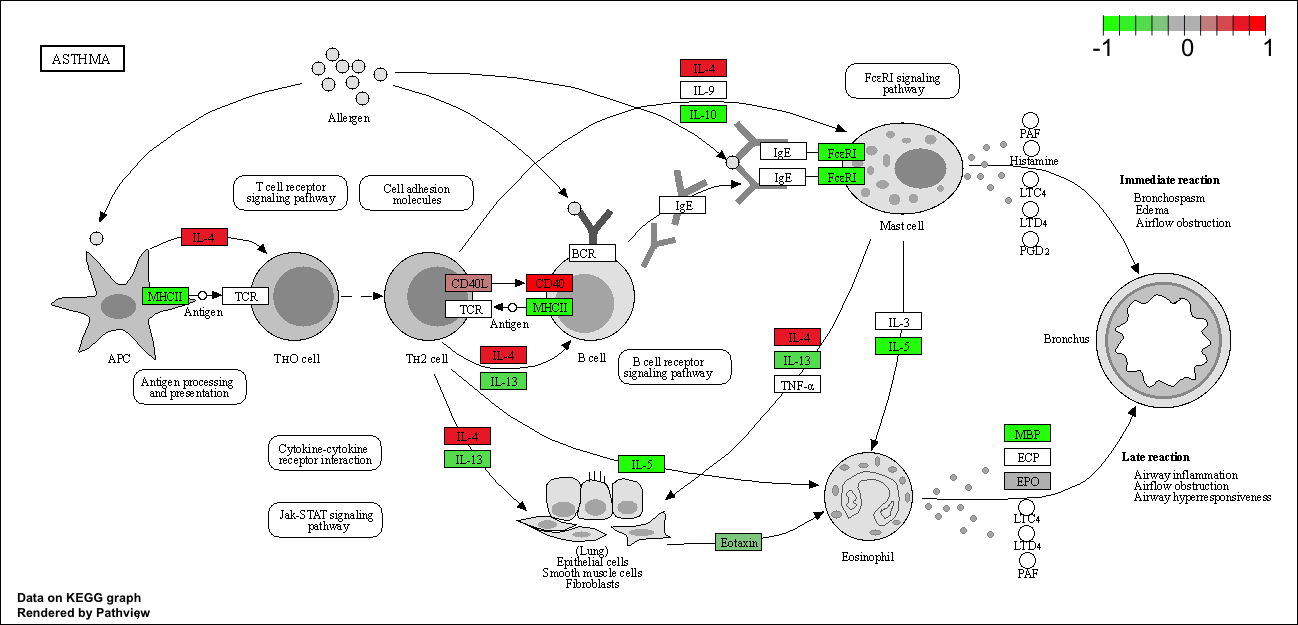 -1 0 1
ASTHMA
Allergen
IL-4
IL-9
IL-10
FcεRI signaling
pathway
IgE
FcεRI
IgE
FcεRI
Mast cell
PAF
Histamine
LTC4
LTD4
PGD2
Immediate reaction
Bronchospasm
Edema
Airflow obstruction
T cell receptor
signaling pathway
Cell adhesion
molecules
IgE
IL-4
BCR
MHCII
Antigen
TCR
CD40L
CD40
TCR
Antigen
MHCII
APC
TH0 cell
TH2 cell
B cell
IL-4
IL-13
B cell receptor
signaling pathway
IL-4
IL-13
TNF-α
IL-3
IL-5
Bronchus
Antigen processing
and presentation
Cytokine-cytokine
receptor interaction
IL-4
IL-13
IL-5
Jak-STAT signaling
pathway
(Lung)
Epithelial cells
Smooth muscle cells
Fibroblasts
Eotaxin
Eosinophil
MBP
ECP
EPO
LTC4
LTD4
PAF
Late reaction
Airway inflammation
Airflow obstruction
Airway hyperresponsiveness
Data on KEGG graph
Rendered by Pathview